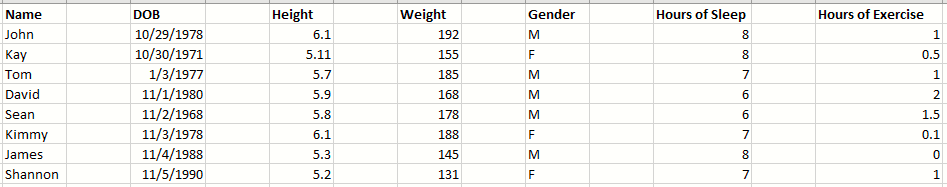 Name DOB Height Weight Gender Hours of Sleep Hours of Exercise
John 10/29/1978 6.1 192 M 8 1
Kay 10/30/1971 5.11 155 F 8 0.5
Tom 1/3/1977 5.7 185 M 7 1
David 11/1/1980 5.9 168 M 6 2
Sean 11/2/1968 5.8 178 M 6 1.5
Kimmy 11/3/1978 6.1 188 F 7 0.1
James 11/4/1988 5.3 145 M 8 0
Shannon 11/5/1990 5.2 131 F 7 1